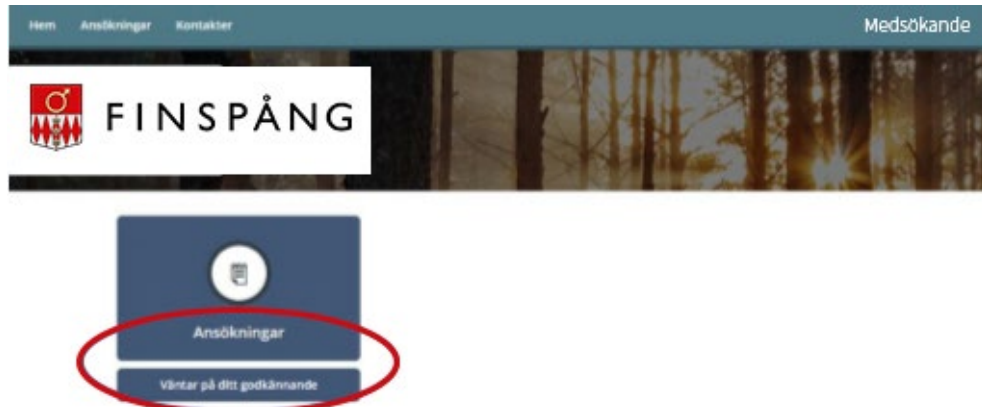 Hem Ansökningar Kontakter Medsökande
FINSPÅNG
Ansökningar
Väntar på ditt godkännande